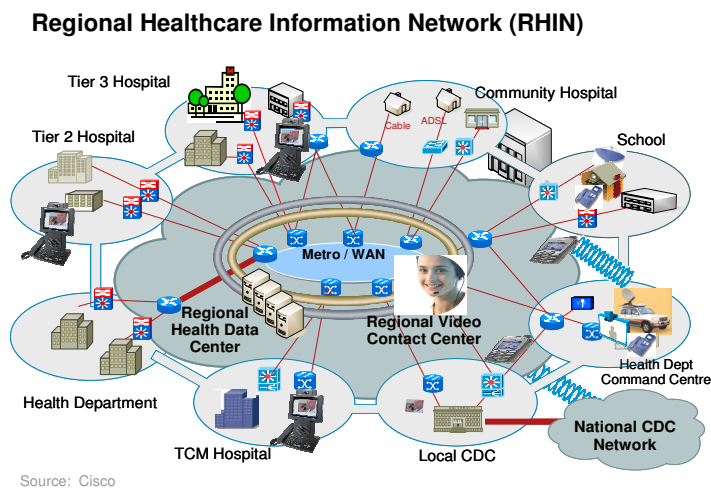 Regional Healthcare Information Network (RHIN)
Tier 3 Hospital
Community Hospital
Cable
ADSL
Tier 2 Hospital
School
Metro / WAN
Regional
Health Data
Center
Regional Video
Contact Center
Health Dept
Command Centre
Health Department
TCM Hospital
Local CDC
National CDC
Network
Source: Cisco